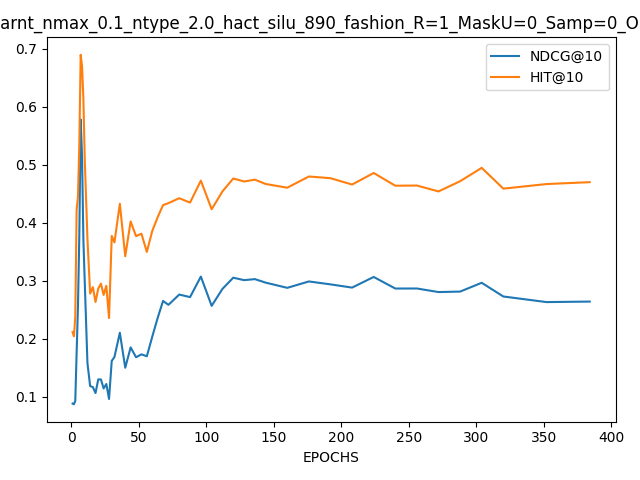 arnt_nmax_0.1_ntype_2.0_hact_silu_890_fashion_R=1_MaskU=0_Samp=0_O
NDCG@10
HIT@10
0.7
0.6
0.5
0.4
0.3
0.2
0.1
0 50 100 150 200 250 300 350 400
EPOCHS